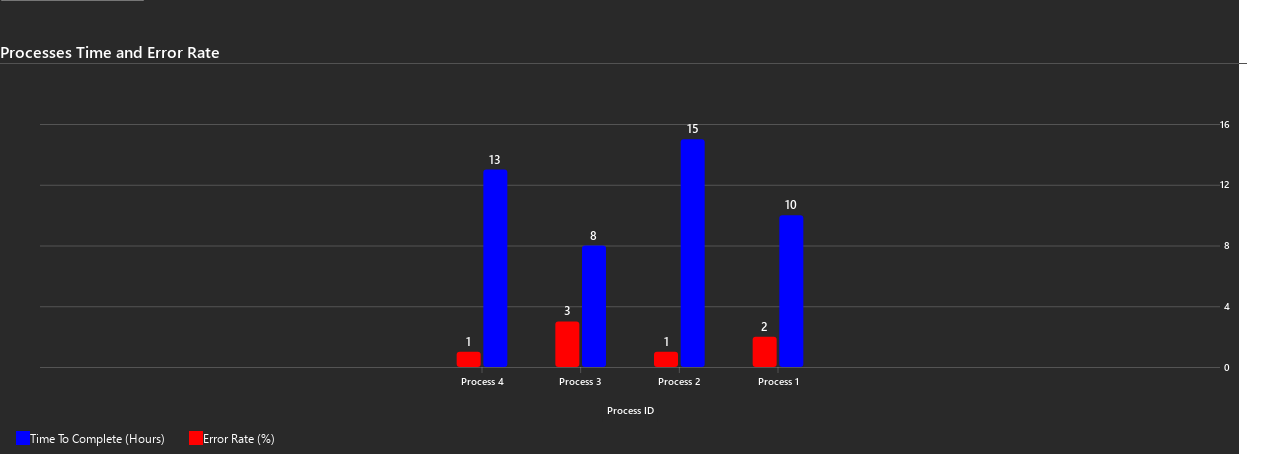 Processes Time and Error Rate
16
15
13
12
10
8
8
4
3
2
1
1
0
Process 4
Process 3
Process 2
Process 1
Process ID
Time To Complete (Hours)
Error Rate (%)